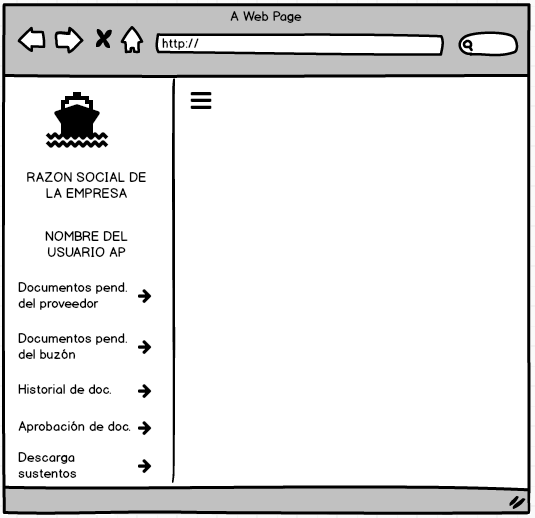 A Web Page
http://
RAZON SOCIAL DE
LA EMPRESA
NOMBRE DEL
USUARIO AP
Documentos pend.
del proveedor
Documentos pend.
del buzón
Historial de doc.
Aprobación de doc.
Descarga
sustentos